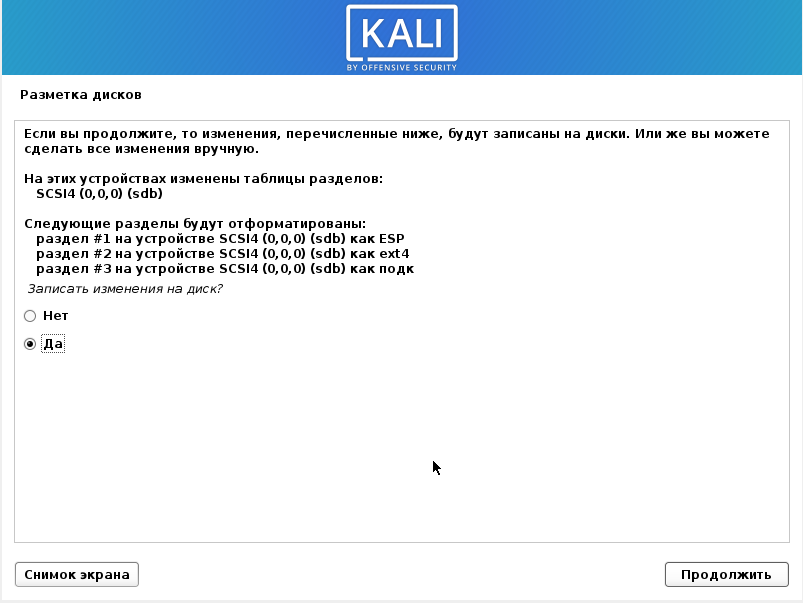 KALI
BY OFFENSIVE SECURITY
Разметка дисков
Если вы продолжите, то изменения, перечисленные ниже, будут записаны на диски. Или же вы можете
сделать все изменения вручную.
На этих устройствах изменены таблицы разделов:
SCSI4 (0,0,0) (sdb)
Следующие разделы будут отформатированы:
раздел #1 на устройстве SCSI4 (0,0,0) (sdb) как ESP
раздел #2 на устройстве SCSI4 (0,0,0) (sdb) как ext4
раздел #3 на устройстве SCSI4 (0,0,0) (sdb) как подк
Записать изменения на диск?
Нет
Да
Снимок экрана
Продолжить